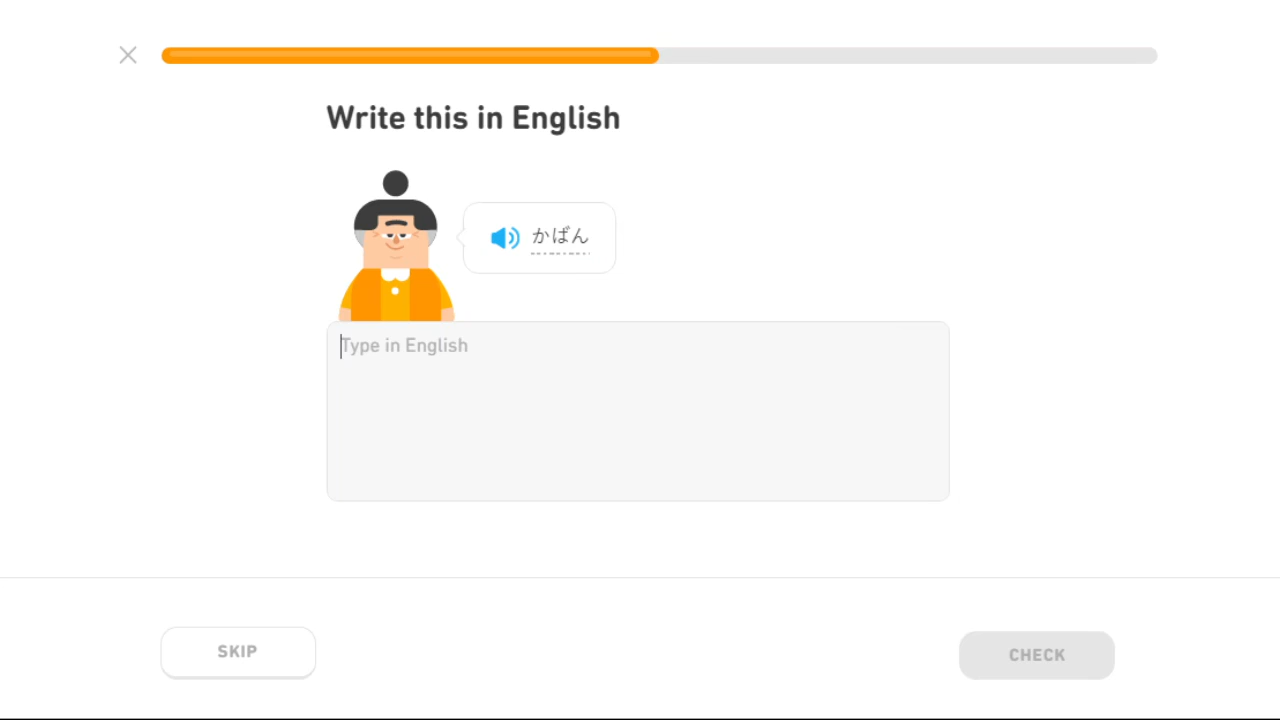 Write this in English
かばん
Type in English
SKIP
CHECK